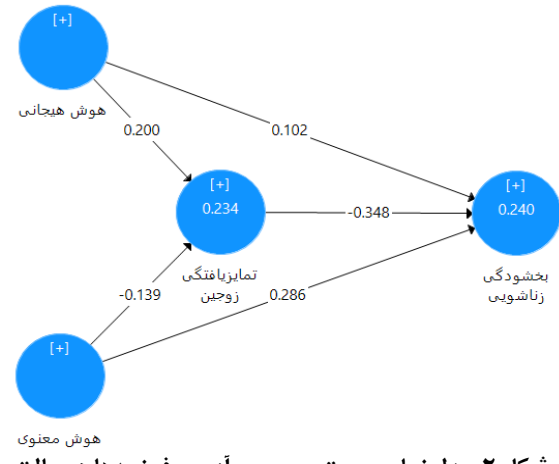 [+]
هوش هیجانی
0.200
0.102
[+]
0.234
تمایزیافتگی
زوجین
-0.348
[+]
0.240
بخشودگی
زناشویی
-0.139
0.286
[+]
هوش معنوی